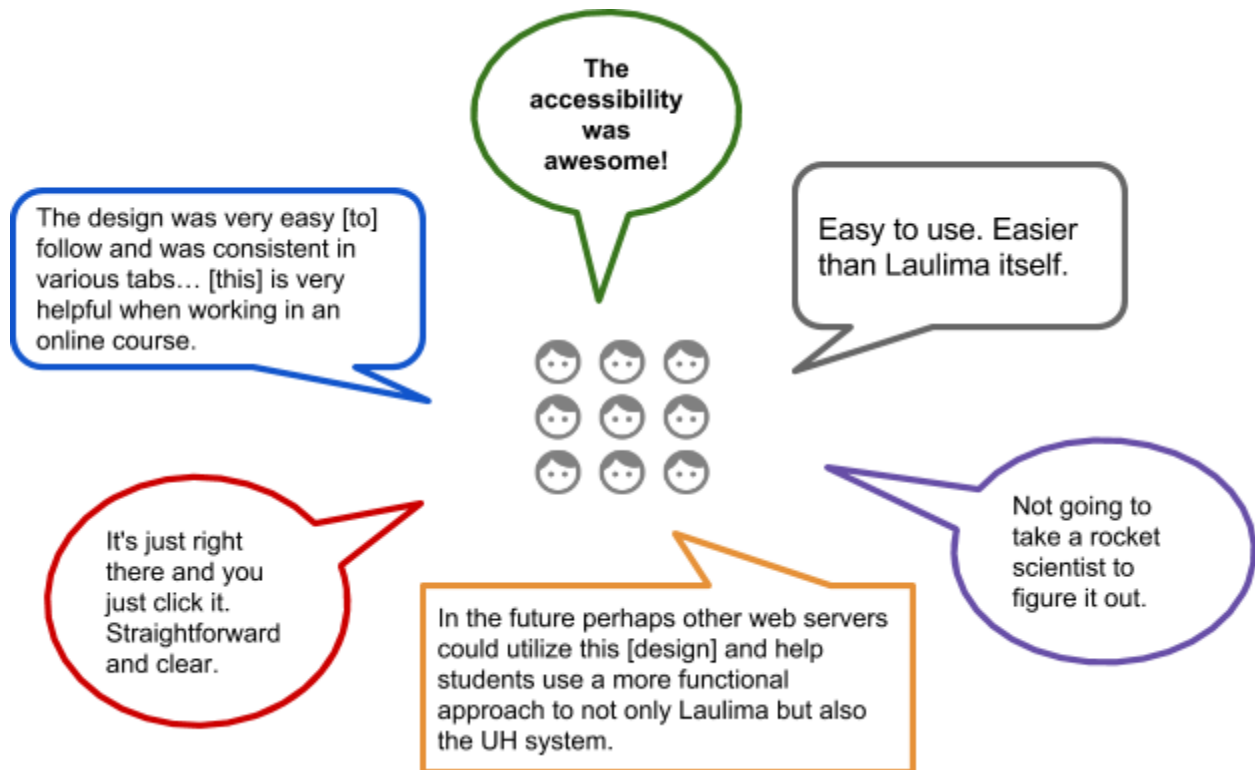 The
accessibility
was
awesome!
The design was very easy [to]
follow and was consistent in
various tabs… [this] is very
helpful when working in an
online course.
Easy to use. Easier
than Laulima itself.
It's just right
there and you
just click it.
Straightforward
and clear.
Not going to
take a rocket
scientist to
figure it out.
In the future perhaps other web servers
could utilize this [design] and help
students use a more functional
approach to not only Laulima but also
the UH system.